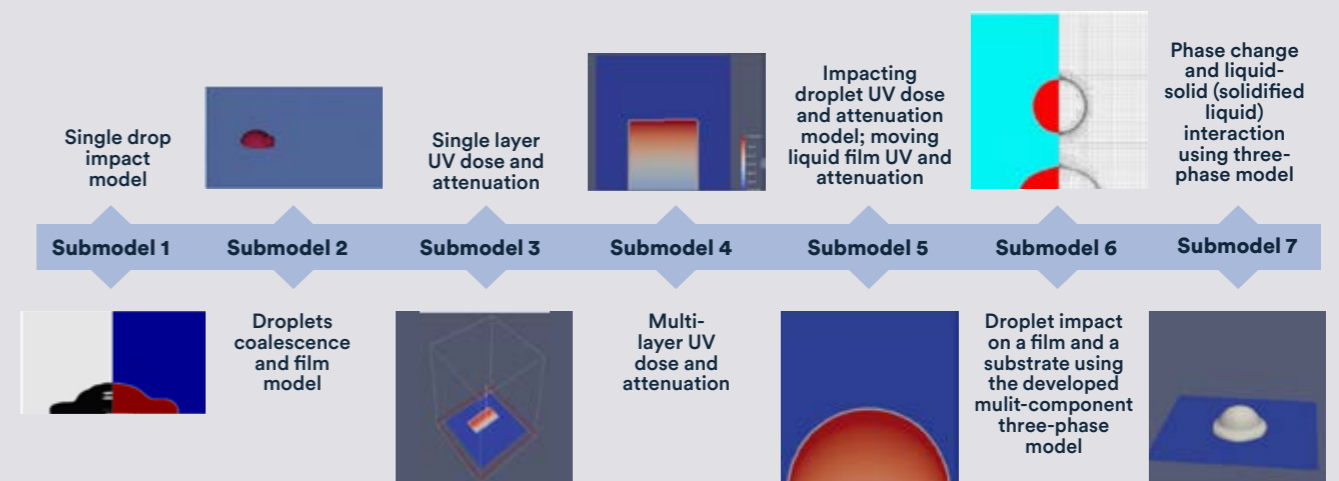 Single drop
impact
model
Single layer
UV dose and
attenuation
Impacting
droplet UV dose
and attenuation
model; moving
liquid film UV and
attenuation
Phase change
and liquid-
solid (solidified
liquid)
interaction
using three-
phase model
Submodel 1
Submodel 2
Submodel 3
Submodel 4
Submodel 5
Submodel 6
Submodel 7
Droplets
coalescence
and film
model
Multi-
layer UV
dose and
attenuation
Droplet impact
on a film and a
substrate using
the developed
mulit-component
three-phase
model